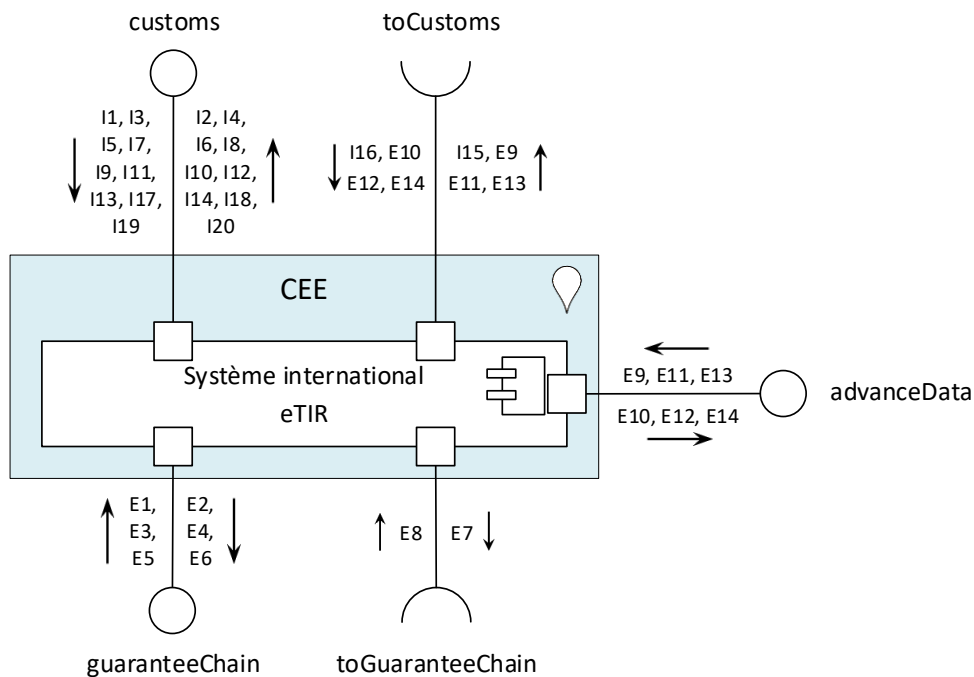 customs
toCustoms
I1, I3,
I5, I7,
I9, I11,
I13, I17,
I19
I2, I4,
I6, I8,
I10, I12,
I14, I18,
I20
I16, E10
E12, E14
I15, E9
E11, E13
CEE
Système international
eTIR
E9, E11, E13
E10, E12, E14
advanceData
E1,
E3,
E5
E2,
E4,
E6
E8
E7
guaranteeChain
toGuaranteeChain